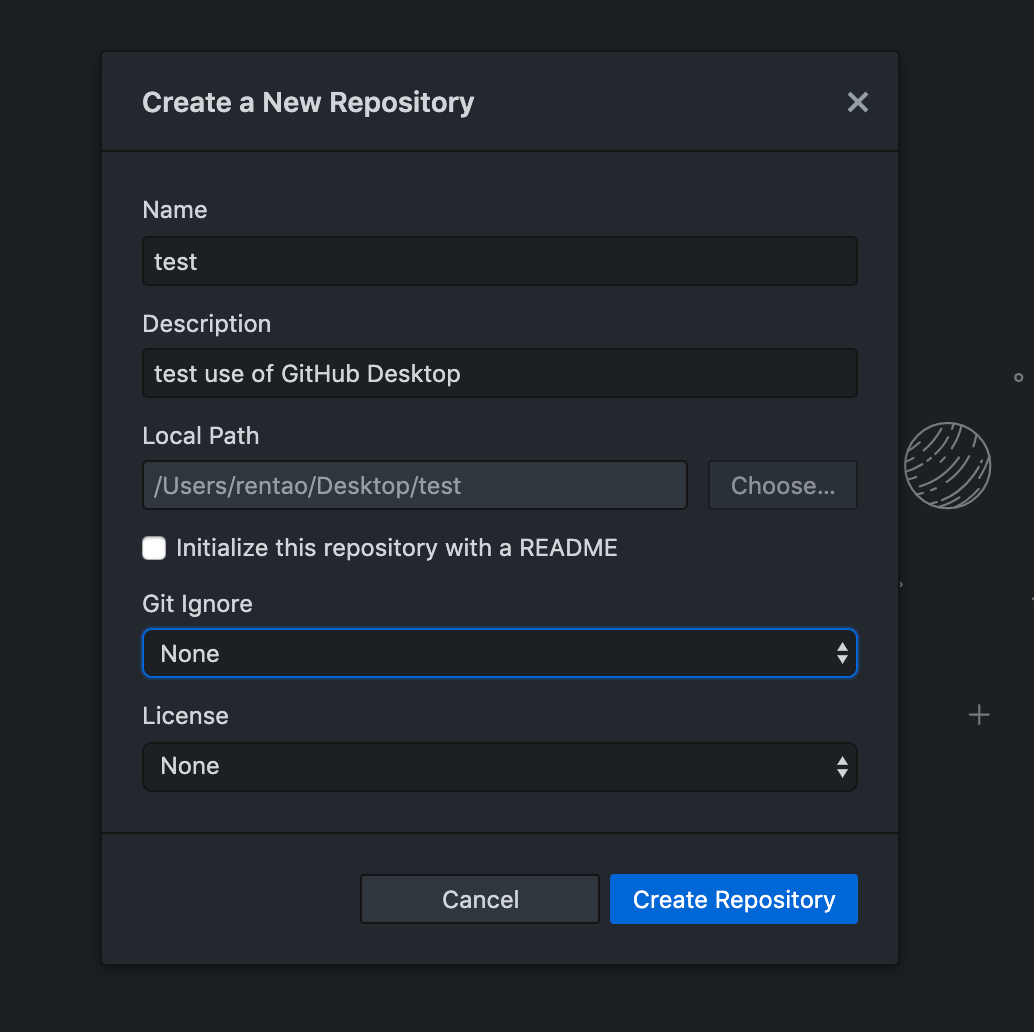 Create a New Repository
Name
test
Description
test use of GitHub Desktop
Local Path
/Users/rentao/Desktop/test
Choose...
Initialize this repository with a README
Git Ignore
None
License
None
Cancel
Create Repository